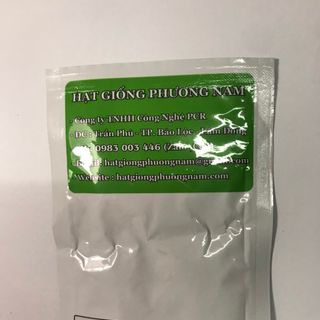 HẠT GIỐNG PHƯƠNG NAM
Công ty TNHH Công Nghệ PCR
ĐC : Trần Phú - TP. Bảo Lộc - Lâm Đồng
0983 003 446
hatgiongphuongnam@gmail.com
Website : hatgiongphuongnam.com